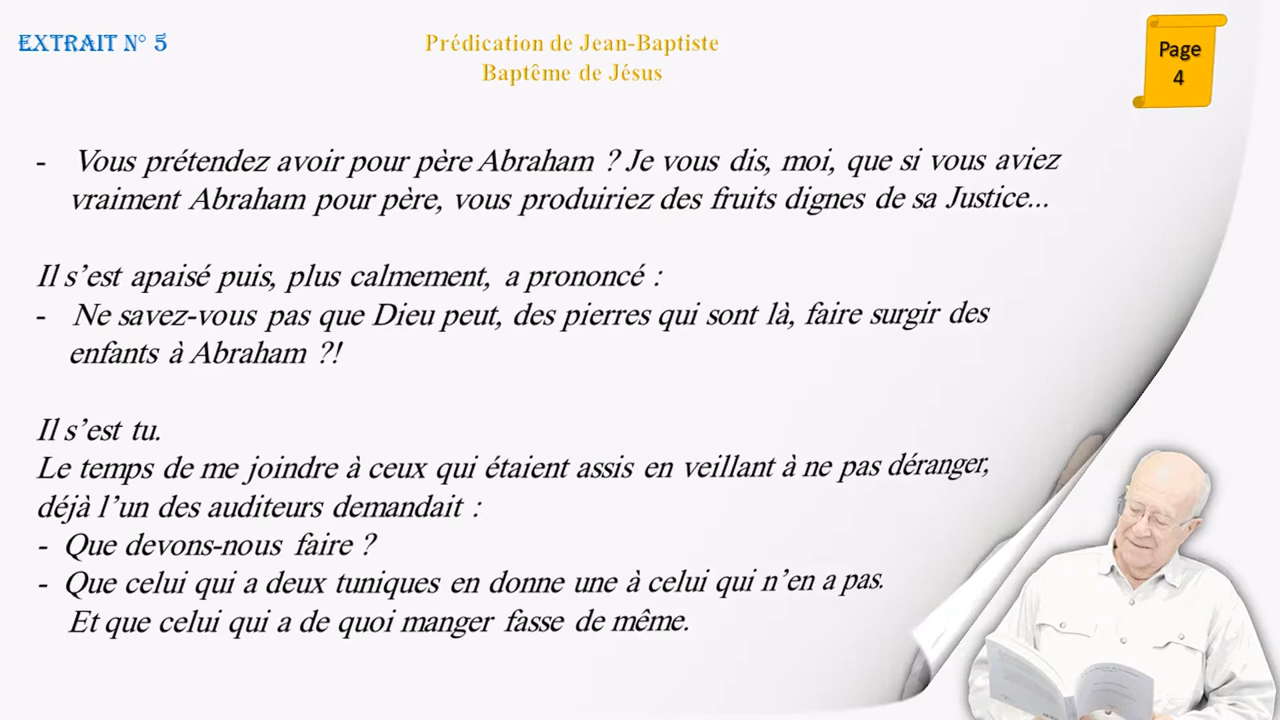 EXTRAIT N° 5
Prédication de Jean-Baptiste
Baptême de Jésus
Page
4
- Vous prétendez avoir pour père Abraham ? Je vous dis, moi, que si vous aviez
vraiment Abraham pour père, vous produiriez des fruits dignes de sa Justice...
Il s’est apaisé puis, plus calmement, a prononcé :
- Ne savez-vous pas que Dieu peut, des pierres qui sont là, faire surgir des
enfants à Abraham ?!
Il s’est tu.
Le temps de me joindre à ceux qui étaient assis en veillant à ne pas déranger,
déjà l’un des auditeurs demandait :
- Que devons-nous faire ?
- Que celui qui a deux tuniques en donne une à celui qui n’en a pas.
Et que celui qui a de quoi manger fasse de même.